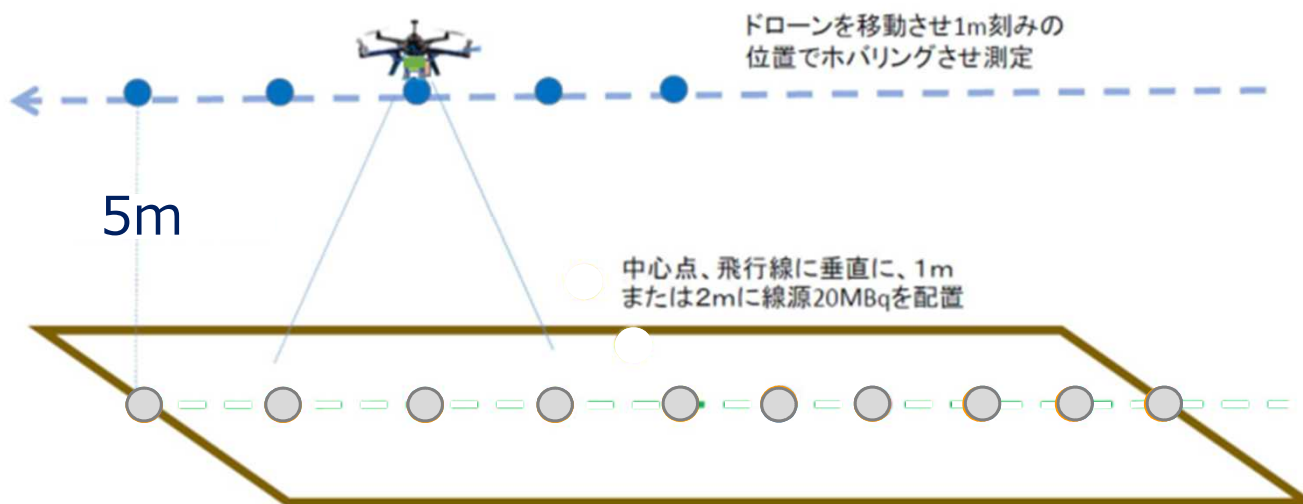 ドローンを移動させ1m刻みの
位置でホバリングさせ測定
5m
中心点、飛行線に垂直に、1m
または2mに線源20MBqを配置